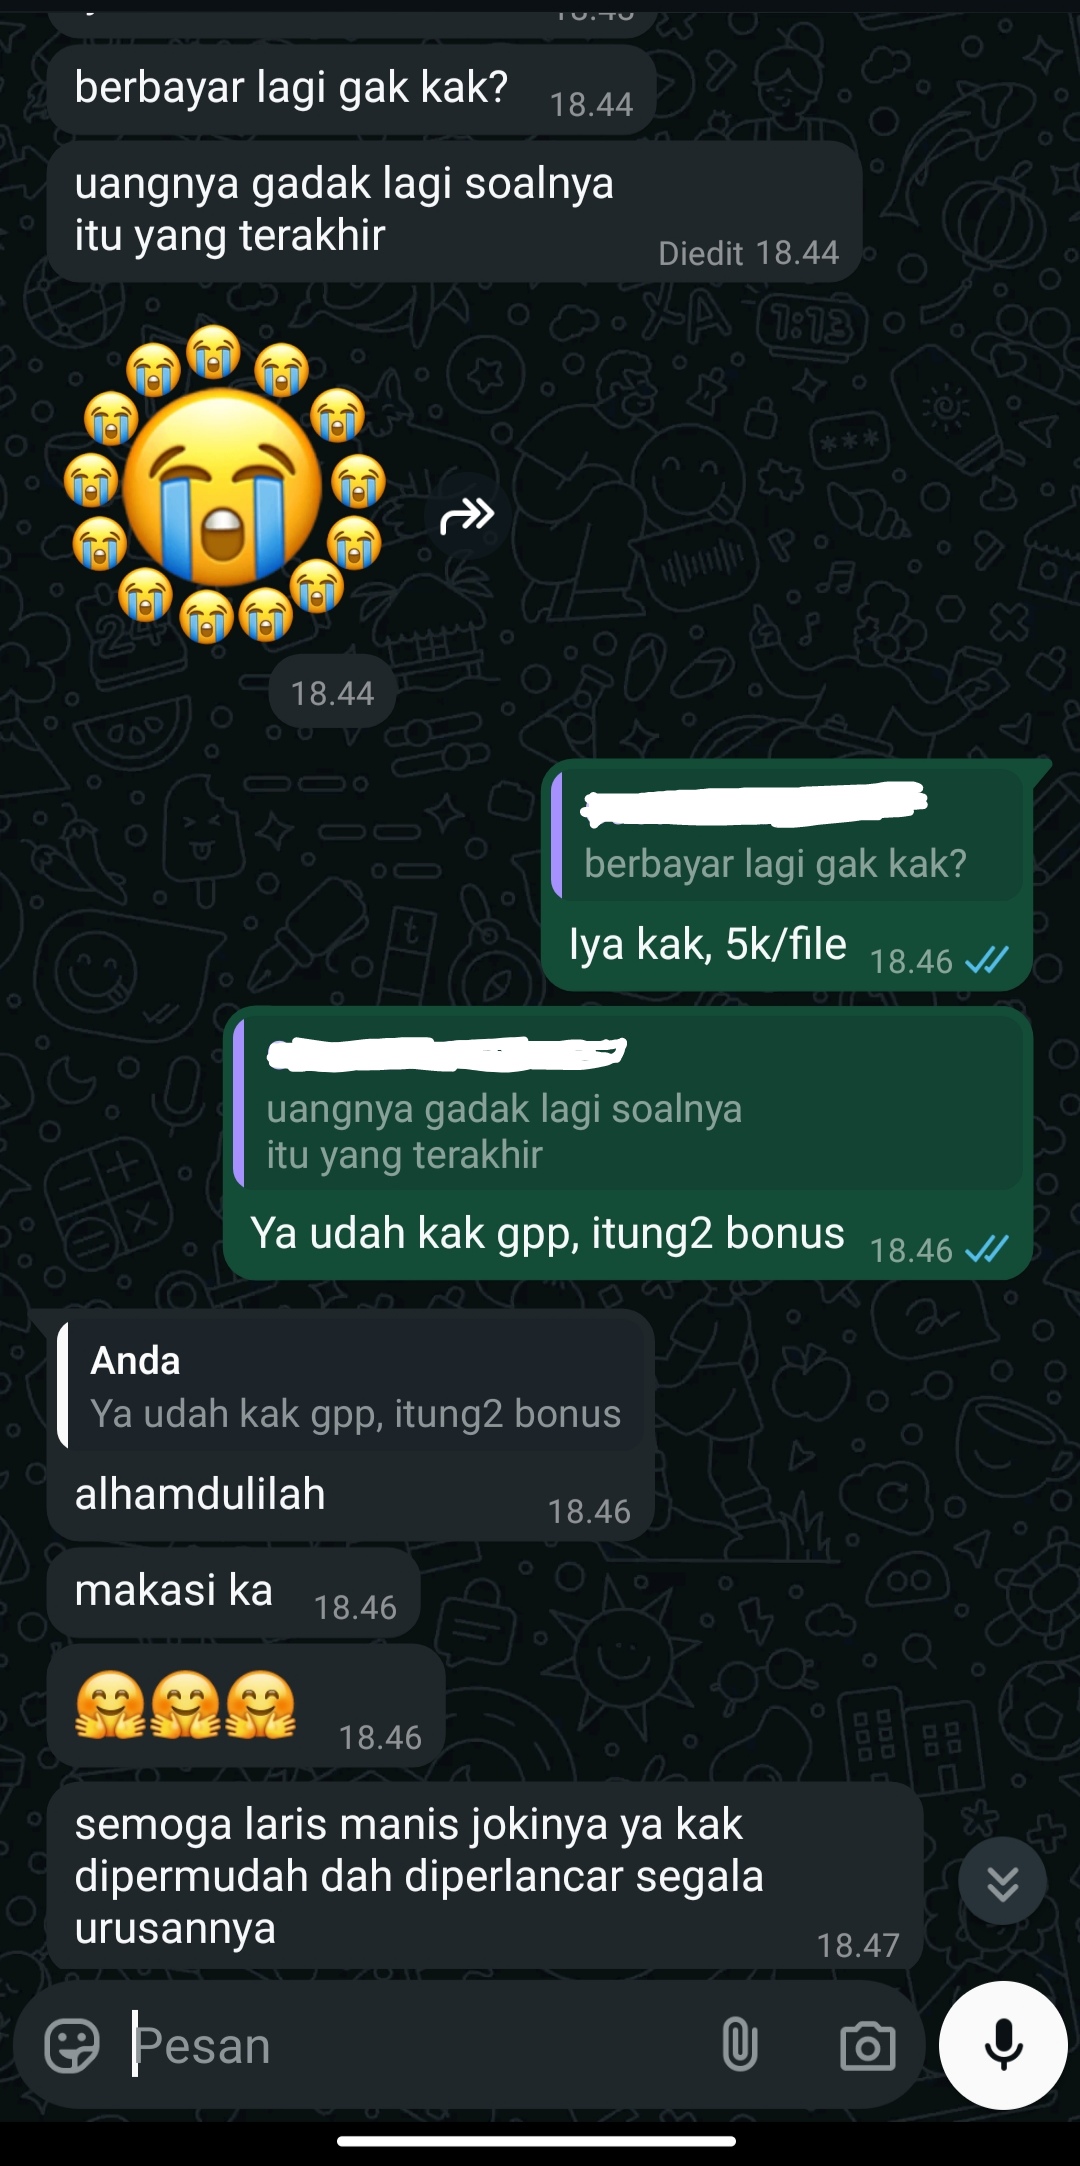 berbayar lagi gak kak?
18.44
uangnya gadak lagi soalnya
itu yang terakhir
Diedit 18.44
18.44
berbayar lagi gak kak?
Iya kak, 5k/file
18.46
uangnya gadak lagi soalnya
itu yang terakhir
Ya udah kak gpp, itung2 bonus
18.46
Anda
Ya udah kak gpp, itung2 bonus
alhamdulilah
18.46
makasi ka
18.46
18.46
semoga laris manis jokinya ya kak
dipermudah dah diperlancar segala
urusannya
18.47
Pesan